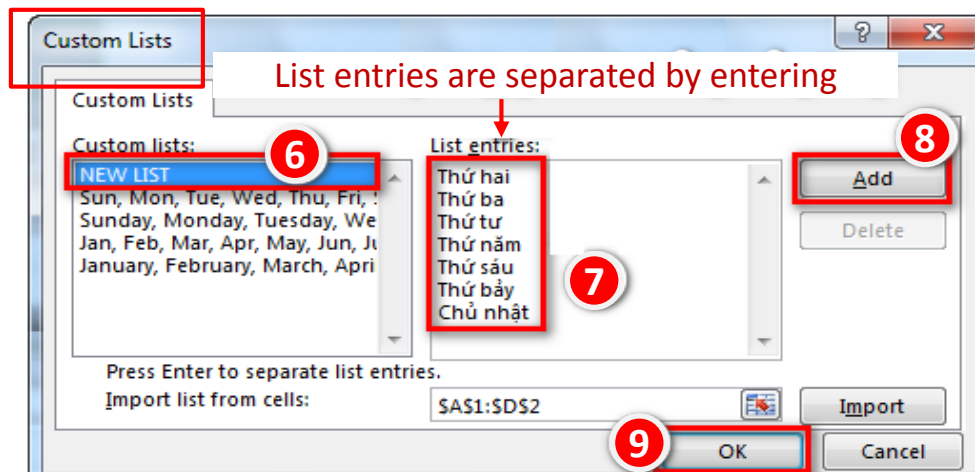 Custom Lists
List entries are separated by entering
Custom Lists
Custom lists:
6
NEW LIST
Sun, Mon, Tue, Wed, Thu, Fri, S
Sunday, Monday, Tuesday, We
Jan, Feb, Mar, Apr, May, Jun, Ju
January, February, March, Apri
List entries:
Thứ hai
Thứ ba
Thứ tư
Thứ năm
Thứ sáu
Thứ bảy
Chủ nhật
7
8
Add
Delete
Press Enter to separate list entries.
Import list from cells:
$A$1:$D$2
Import
9
OK
Cancel